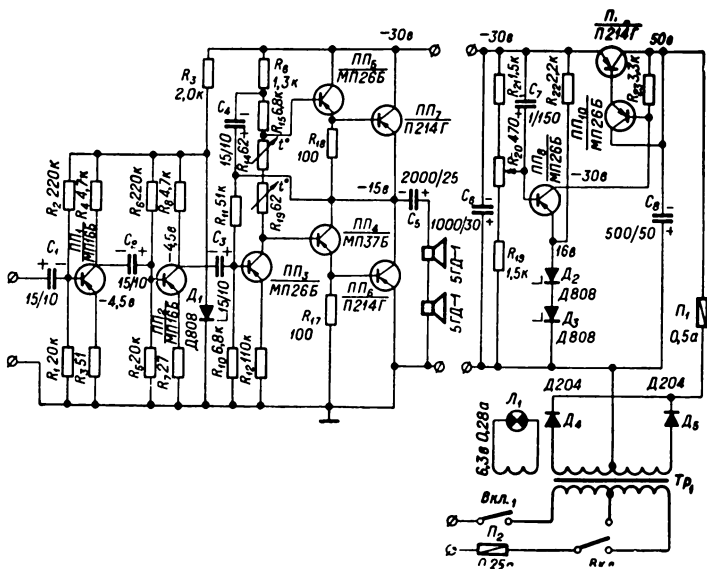 -30в
R₃
2,0к
R₈
1,3к
ПП₅
МП26Б
C₄
15/10
R₁₅ 6,8к
R₁₄ 62
t°
R₁₈
100
ПП₇
П214Г
-15в
2000/25
C₅
R₂ 220к
R₄ 4,7к
R₆ 220к
R₈ 4,7к
R₁₁ 51к
R₁₉ 62
t°
ПП₁
МП16Б
C₁
15/10
-4,5в
C₂
15/10
-4,5в
C₃
15/10
ПП₂
МП16Б
Д₁
Д808
ПП₃
МП26Б
ПП₄
МП37Б
ПП₆
П214Г
R₁₇
100
5ГД-1
5ГД-1
R₁ 20к
R₃ 51
R₅ 20к
R₇ 27
R₁₀ 6,8к
R₁₂ 110к
-30в
П214Г
50в
R₂₁ 1,5к
C₇
1/150
R₂₂ 2,2к
R₂₃ 3,3к
ПП₁₀
МП26Б
R₂₀ 470
ПП₈
МП26Б
-30в
C₆
1000/30
16в
C₈
500/50
R₁₉
1,5к
Д₂
Д808
Д₃
Д808
П₁
0,5а
Д204
Д204
Л₁
6,3в 0,28а
Д₄
Д₅
Тр₁
Вкл.₁
П₂
0,25а